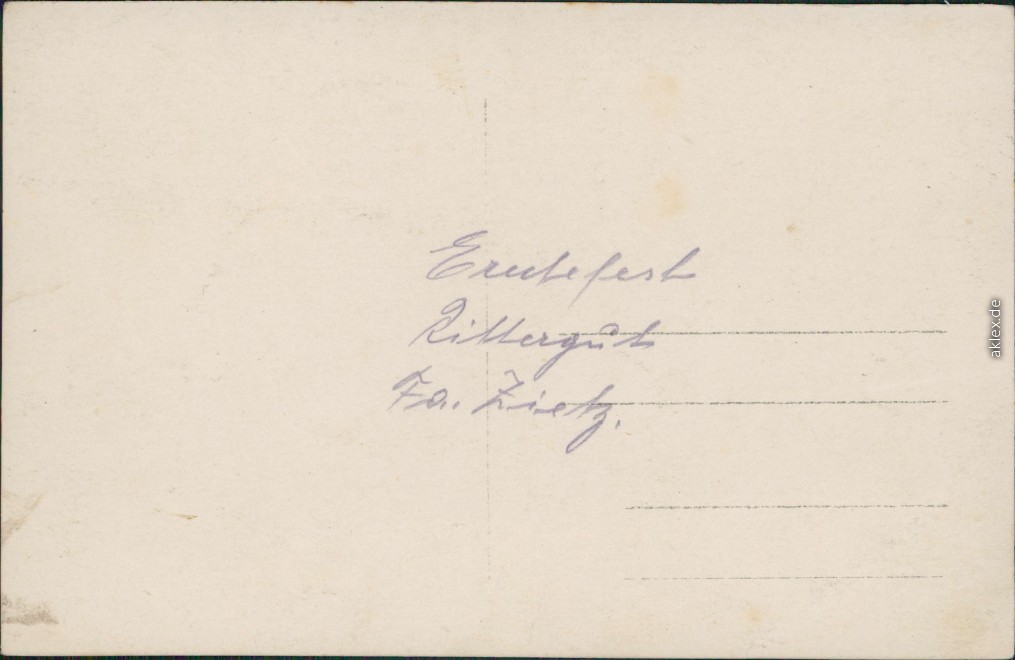 Erntefest
Rittergut
Fa. Zietz.
aklex.de